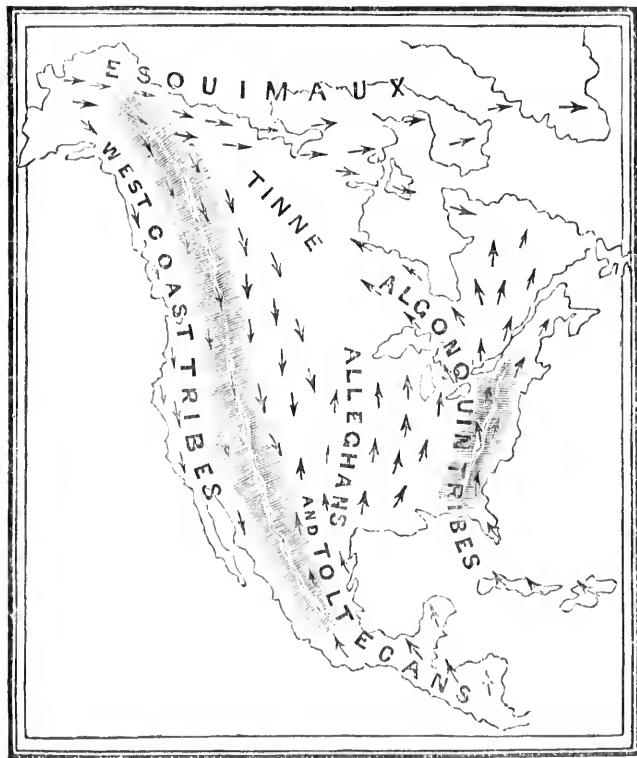 ESQUIMAUX
TINNE
WEST COAST TRIBES
ALGONQUIN TRIBES
ALLEGHANS
AND TOLTECANS